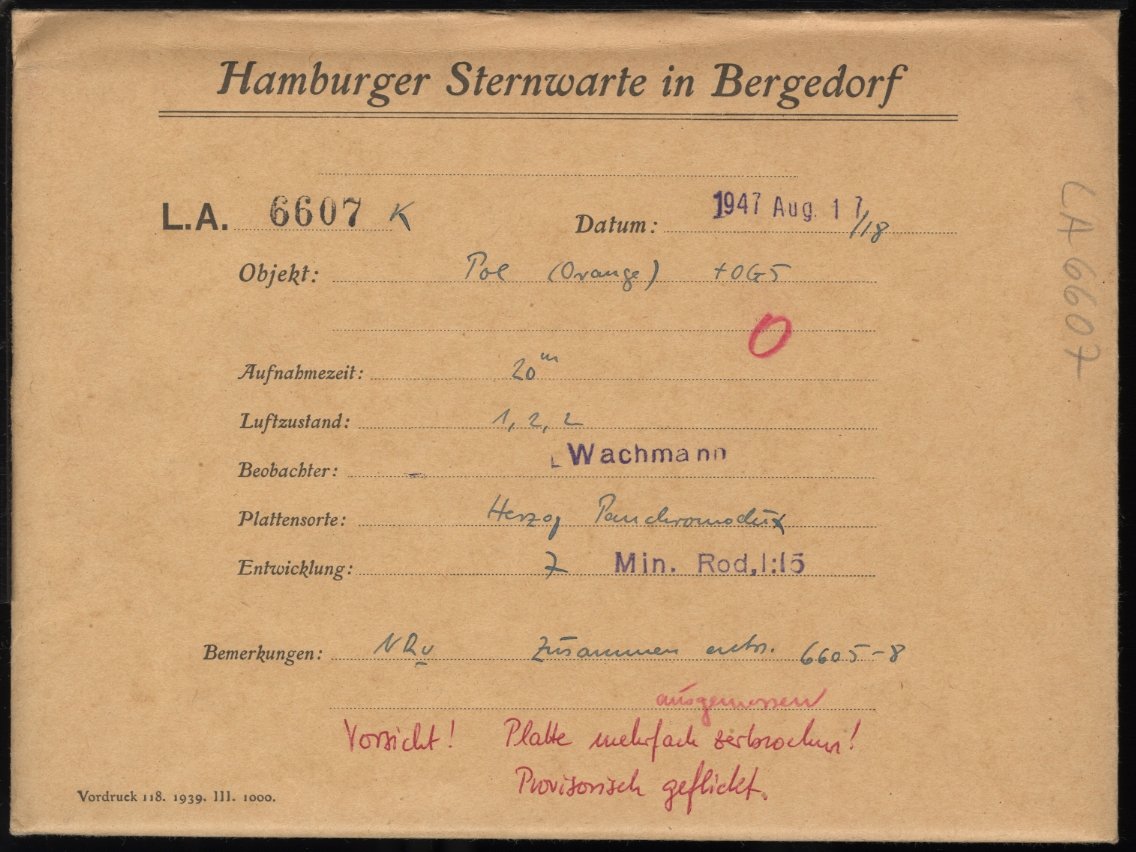 Hamburger Sternwarte in Bergedorf
L.A. 6607 K Datum: 1947 Aug. 17/18
Objekt: Pol (Orange) +OG5
O
Aufnahmezeit: 20m
Luftzustand: 1, 2, 2
Beobachter: Wachmann
Plattensorte: Herzog Panchromodux
Entwicklung: 7 Min. Rod,1:15
Bemerkungen: Zusammen entw. 6605-8
ausgemessen
Vorsicht! Platte mehrfach zerbrochen!
Provisorisch geflickt.
Vordruck 118. 1939. III. 1000.
LA 6607